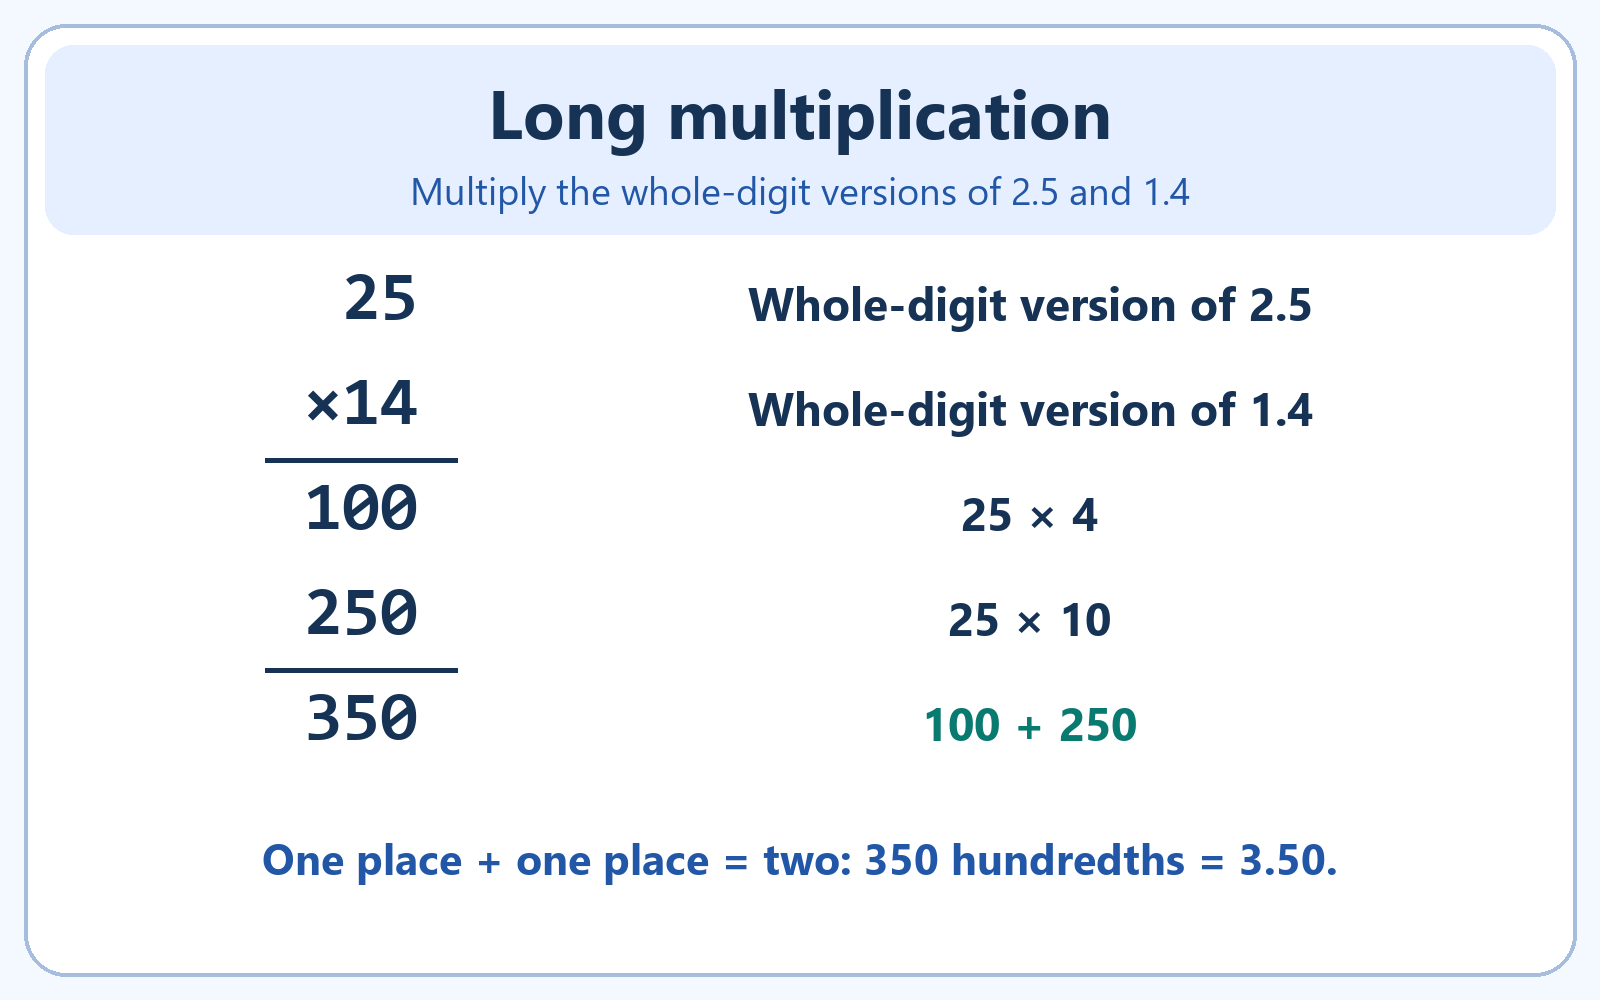 Long multiplication
Multiply the whole-digit versions of 2.5 and 1.4
25 Whole-digit version of 2.5
×14 Whole-digit version of 1.4
100 25 × 4
250 25 × 10
350 100 + 250
One place + one place = two: 350 hundredths = 3.50.